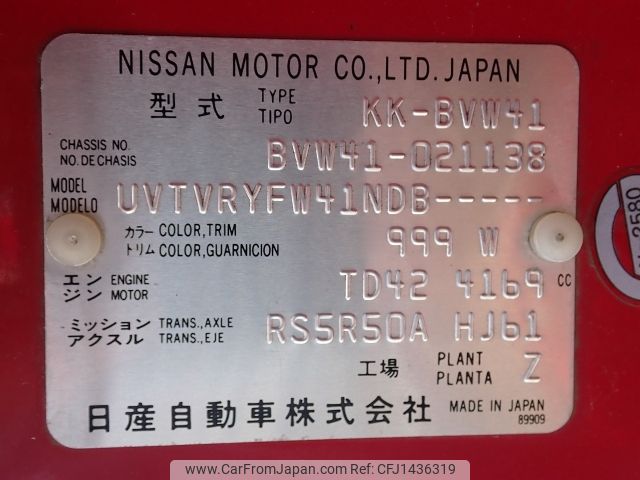 NISSAN MOTOR CO.,LTD. JAPAN
型式 TYPE TIPO KK-BVW41
CHASSIS NO. NO. DE CHASIS BVW41-021138
MODEL MODELO UVTVRYFW41NDB-----
カラー COLOR,TRIM
トリム COLOR,GUARNICION 999 W
エンジン ENGINE MOTOR TD42 4169 CC
ミッション TRANS.,AXLE
アクスル TRANS.,EJE RS5R50A HJ61
工場 PLANT PLANTA Z
日産自動車株式会社 MADE IN JAPAN
89909
3580
www.CarFromJapan.com - CFJ1436319